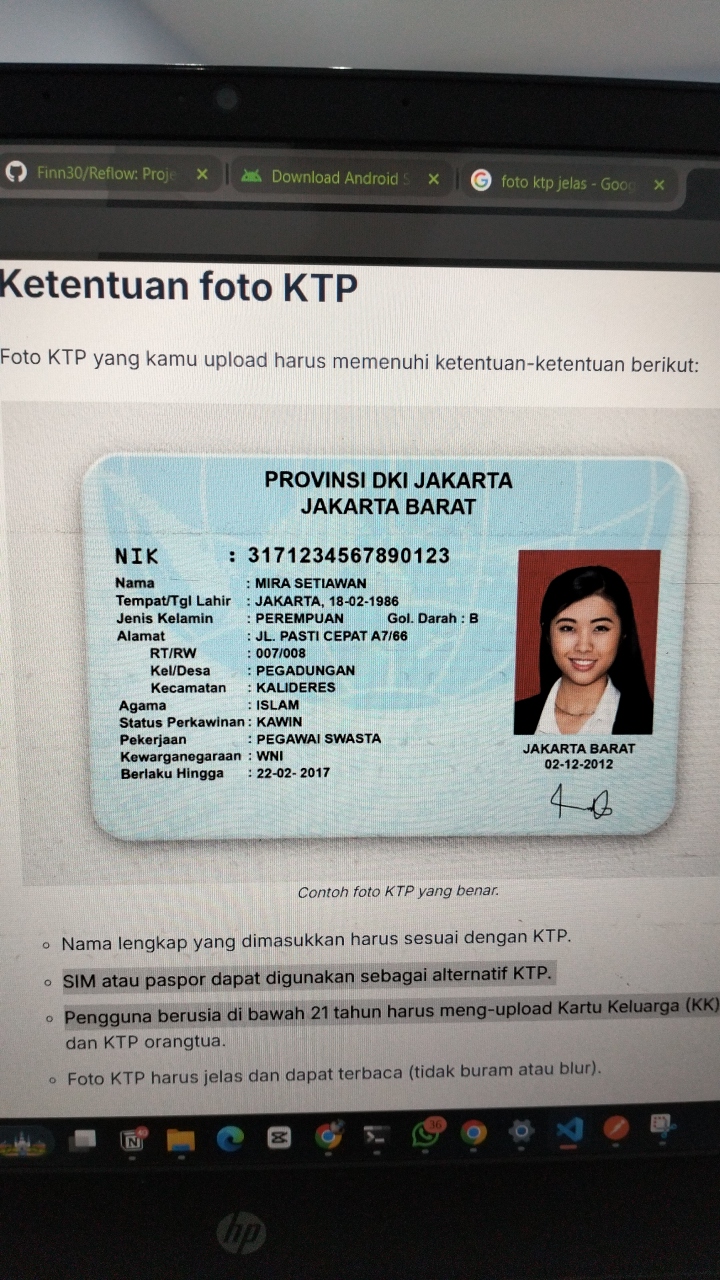 Finn30/Reflow: Proje
Download Android S
foto ktp jelas - Goog
Ketentuan foto KTP
Foto KTP yang kamu upload harus memenuhi ketentuan-ketentuan berikut:
PROVINSI DKI JAKARTA
JAKARTA BARAT
NIK : 3171234567890123
Nama : MIRA SETIAWAN
Tempat/Tgl Lahir : JAKARTA, 18-02-1986
Jenis Kelamin : PEREMPUAN Gol. Darah : B
Alamat : JL. PASTI CEPAT A7/66
RT/RW : 007/008
Kel/Desa : PEGADUNGAN
Kecamatan : KALIDERES
Agama : ISLAM
Status Perkawinan : KAWIN
Pekerjaan : PEGAWAI SWASTA
Kewarganegaraan : WNI
Berlaku Hingga : 22-02- 2017
JAKARTA BARAT
02-12-2012
Contoh foto KTP yang benar.
Nama lengkap yang dimasukkan harus sesuai dengan KTP.
SIM atau paspor dapat digunakan sebagai alternatif KTP.
Pengguna berusia di bawah 21 tahun harus meng-upload Kartu Keluarga (KK)
dan KTP orangtua.
Foto KTP harus jelas dan dapat terbaca (tidak buram atau blur).
36
hp